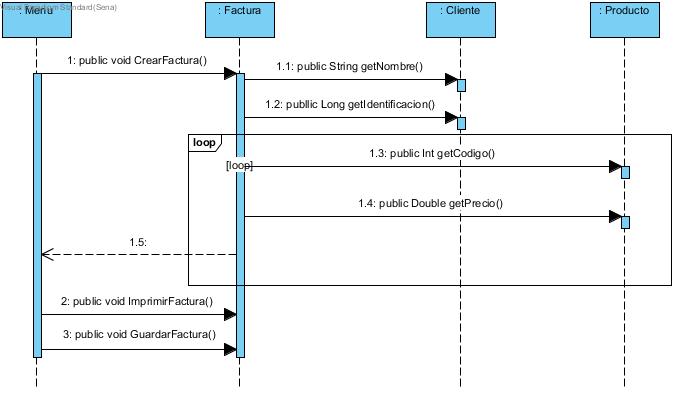 Visual Paradigm Standard(Sena)
: Menu
: Factura
: Cliente
: Producto
1: public void CrearFactura()
1.1: public String getNombre()
1.2: publlic Long getIdentificacion()
loop
[loop]
1.3: public Int getCodigo()
1.4: public Double getPrecio()
1.5:
2: public void ImprimirFactura()
3: public void GuardarFactura()